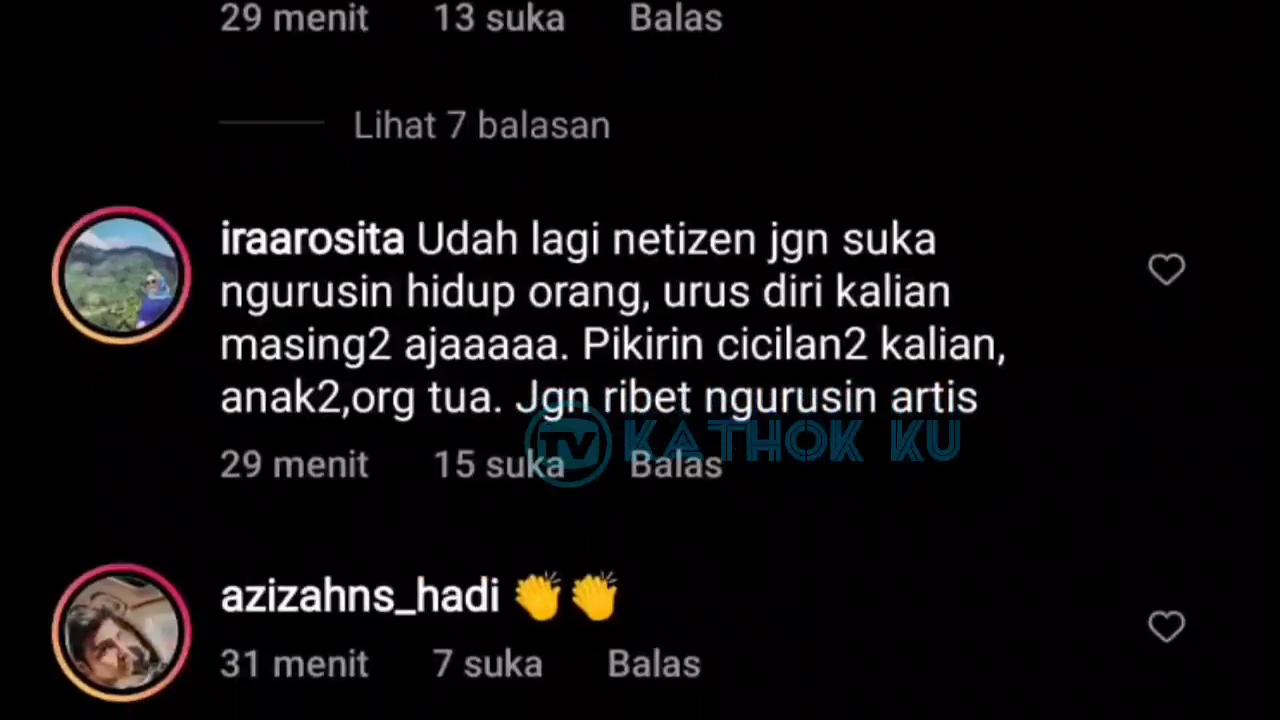 29 menit 13 suka Balas
Lihat 7 balasan
iraarosita Udah lagi netizen jgn suka
ngurusin hidup orang, urus diri kalian
masing2 ajaaaaa. Pikirin cicilan2 kalian,
anak2,org tua. Jgn ribet ngurusin artis
TV KATHOK KU
29 menit 15 suka Balas
azizahns_hadi 👏👏
31 menit 7 suka Balas